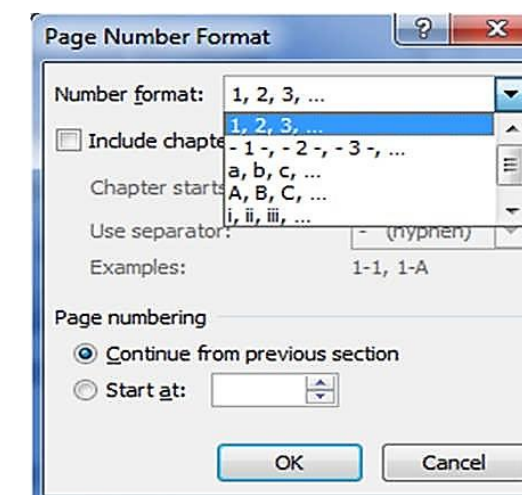 Page Number Format
Number format: 1, 2, 3, ...
1, 2, 3, ...
Include chapte
- 1 -, - 2 -, - 3 -, ...
a, b, c, ...
Chapter starts
A, B, C, ...
i, ii, iii, ...
Use separator: - (hyphen)
Examples: 1-1, 1-A
Page numbering
Continue from previous section
Start at:
OK Cancel